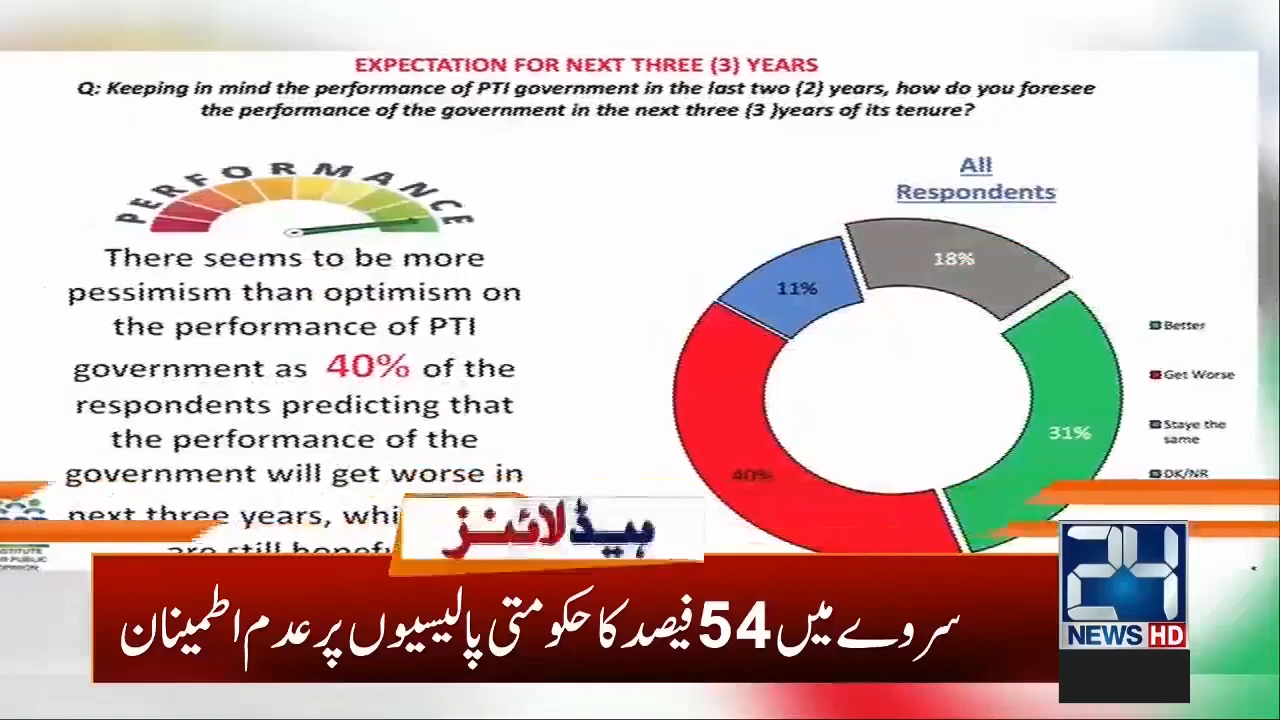 EXPECTATION FOR NEXT THREE (3) YEARS
Q: Keeping in mind the performance of PTI government in the last two (2) years, how do you foresee
the performance of the government in the next three (3 )years of its tenure?
PERFORMANCE
There seems to be more
pessimism than optimism on
the performance of PTI
government as 40% of the
respondents predicting that
the performance of the
government will get worse in
next three years,
are still
All
Respondents
18%
11%
31%
40%
Better
Get Worse
Staye the
same
DK/NR
OPINION
ہیڈلائنز
سروے میں 54 فیصد کا حکومتی پالیسیوں پر عدم اطمینان
24
NEWS HD